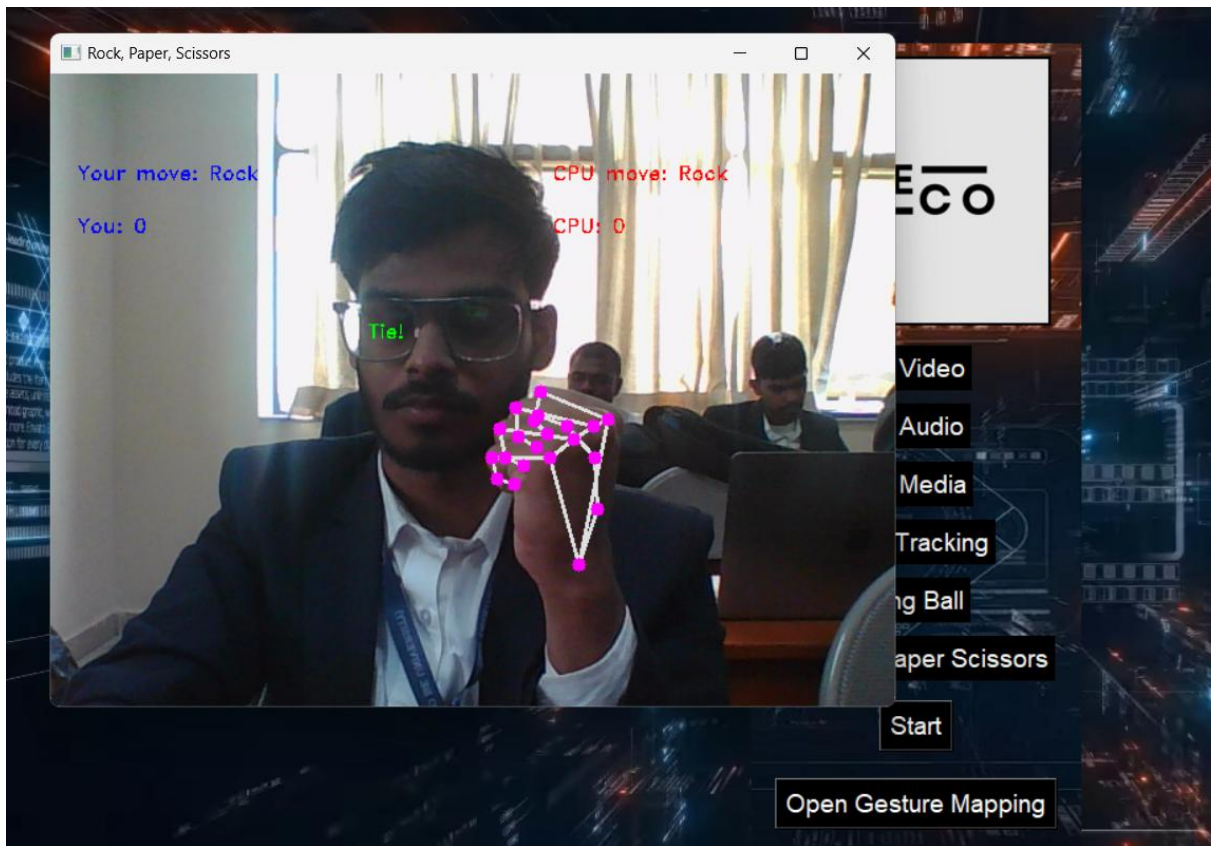 Rock, Paper, Scissors
Your move: Rock
CPU move: Rock
You: 0
CPU: 0
Tie!
E
ECO
Video
Audio
Media
Tracking
ng Ball
aper Scissors
Start
Open Gesture Mapping